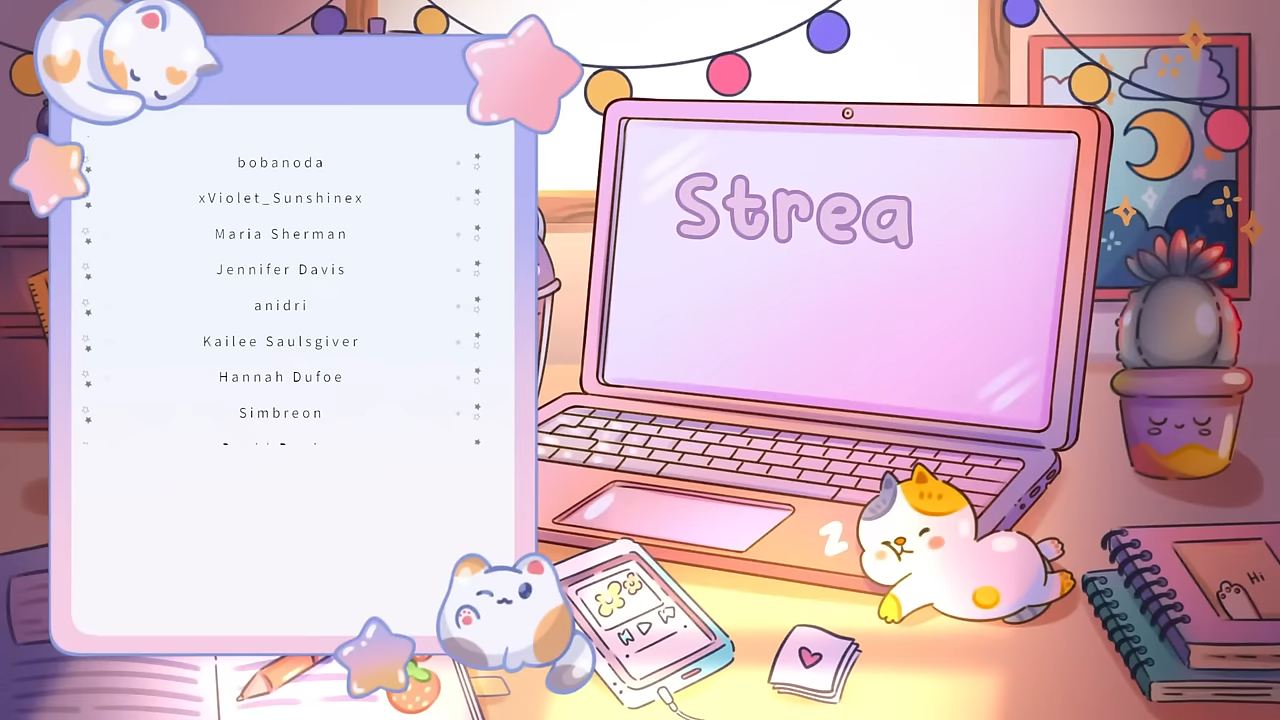 bobanoda
xViolet_Sunshinex
Maria Sherman
Jennifer Davis
anidri
Kailee Saulsgiver
Hannah Dufoe
Simbreon
Strea
z
Hi